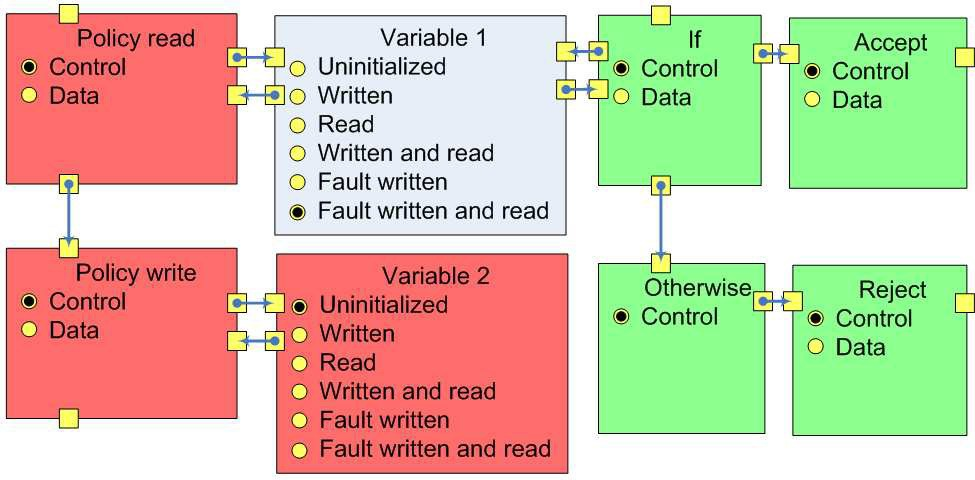 Policy read
Control
Data
Variable 1
Uninitialized
Written
Read
Written and read
Fault written
Fault written and read
If
Control
Data
Accept
Control
Data
Policy write
Control
Data
Variable 2
Uninitialized
Written
Read
Written and read
Fault written
Fault written and read
Otherwise
Control
Reject
Control
Data